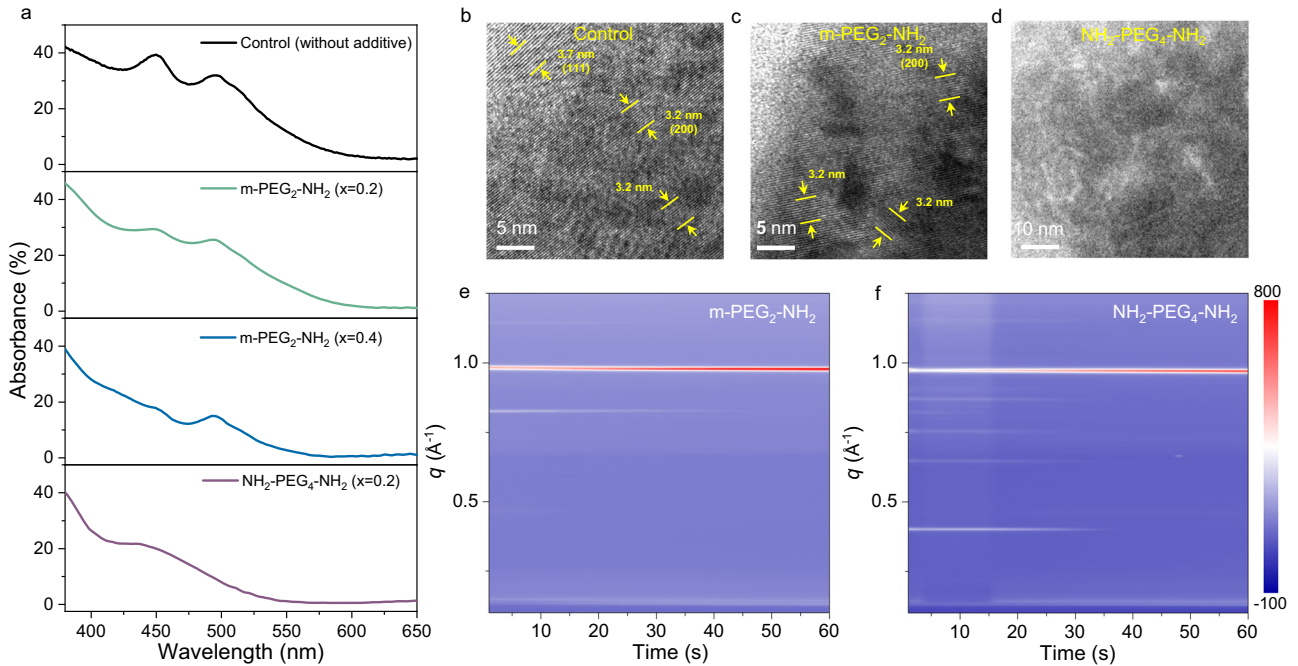 a
Control (without additive)
m-PEG₂-NH₂ (x=0.2)
m-PEG₂-NH₂ (x=0.4)
NH₂-PEG₄-NH₂ (x=0.2)
40
20
0
40
20
0
40
20
0
40
20
0
Absorbance (%)
400 450 500 550 600 650
Wavelength (nm)
b
Control
3.7 nm
(111)
3.2 nm
(200)
3.2 nm
5 nm
c
m-PEG₂-NH₂
3.2 nm
(200)
3.2 nm
3.2 nm
5 nm
d
NH₂-PEG₄-NH₂
10 nm
e
m-PEG₂-NH₂
1.0
0.5
q (Å⁻¹)
10 20 30 40 50 60
Time (s)
f
NH₂-PEG₄-NH₂
1.0
0.5
q (Å⁻¹)
10 20 30 40 50 60
Time (s)
800
-100